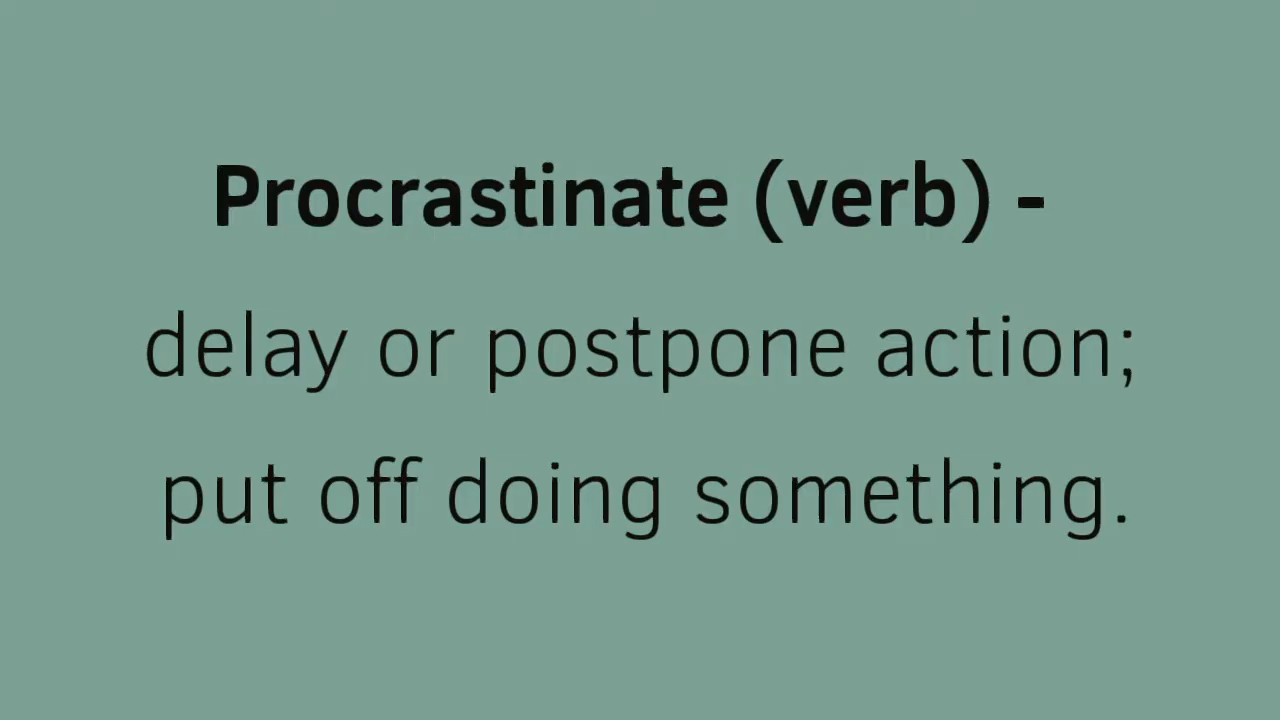 Procrastinate (verb) -
delay or postpone action;
put off doing something.